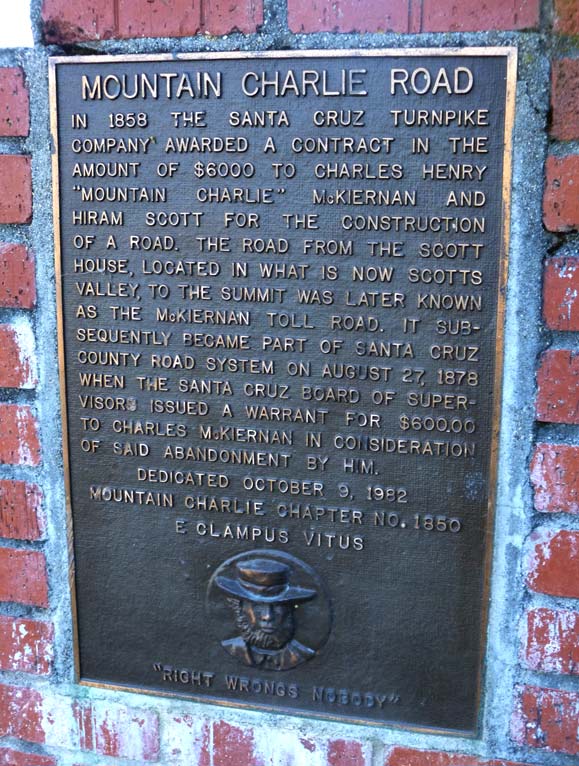 MOUNTAIN CHARLIE ROAD
IN 1858 THE SANTA CRUZ TURNPIKE
COMPANY AWARDED A CONTRACT IN THE
AMOUNT OF $6000 TO CHARLES HENRY
"MOUNTAIN CHARLIE" McKIERNAN AND
HIRAM SCOTT FOR THE CONSTRUCTION
OF A ROAD. THE ROAD FROM THE SCOTT
HOUSE, LOCATED IN WHAT IS NOW SCOTTS
VALLEY, TO THE SUMMIT WAS LATER KNOWN
AS THE McKIERNAN TOLL ROAD. IT SUB-
SEQUENTLY BECAME PART OF SANTA CRUZ
COUNTY ROAD SYSTEM ON AUGUST 27, 1878
WHEN THE SANTA CRUZ BOARD OF SUPER-
VISORS ISSUED A WARRANT FOR $600.00
TO CHARLES McKIERNAN IN CONSIDERATION
OF SAID ABANDONMENT BY HIM.
DEDICATED OCTOBER 9, 1982
MOUNTAIN CHARLIE CHAPTER NO. 1850
E CLAMPUS VITUS
"RIGHT WRONGS NOBODY"